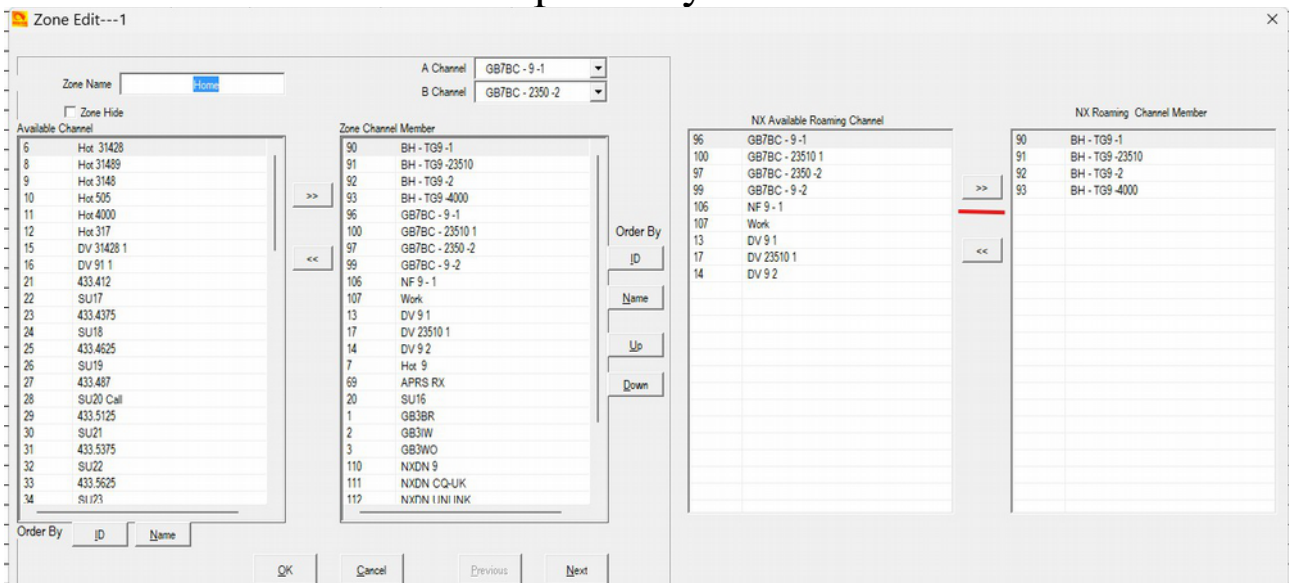 Zone Edit---1
Zone Name Home
Zone Hide
A Channel GB7BC - 9 -1
B Channel GB7BC - 2350 -2
Available Channel
6 Hot 31428
8 Hot 31489
9 Hot 3148
10 Hot 505
11 Hot 4000
12 Hot 317
15 DV 31428 1
16 DV 91 1
21 433.412
22 SU17
23 433.4375
24 SU18
25 433.4625
26 SU19
27 433.487
28 SU20 Call
29 433.5125
30 SU21
31 433.5375
32 SU22
33 433.5625
34 SU23
Order By ID Name
>>
<<
Zone Channel Member
90 BH - TG9 -1
91 BH - TG9 -23510
92 BH - TG9 -2
93 BH - TG9 -4000
96 GB7BC - 9 -1
100 GB7BC - 23510 1
97 GB7BC - 2350 -2
99 GB7BC - 9 -2
106 NF 9 - 1
107 Work
13 DV 9 1
17 DV 23510 1
14 DV 9 2
7 Hot 9
69 APRS RX
20 SU16
1 GB3BR
2 GB3IW
3 GB3WO
110 NXDN 9
111 NXDN CQ-UK
112 NXDN UNLINK
Order By
ID
Name
Up
Down
OK Cancel Previous Next
NX Available Roaming Channel
96 GB7BC - 9 -1
100 GB7BC - 23510 1
97 GB7BC - 2350 -2
99 GB7BC - 9 -2
106 NF 9 - 1
107 Work
13 DV 9 1
17 DV 23510 1
14 DV 9 2
>>
<<
NX Roaming Channel Member
90 BH - TG9 -1
91 BH - TG9 -23510
92 BH - TG9 -2
93 BH - TG9 -4000